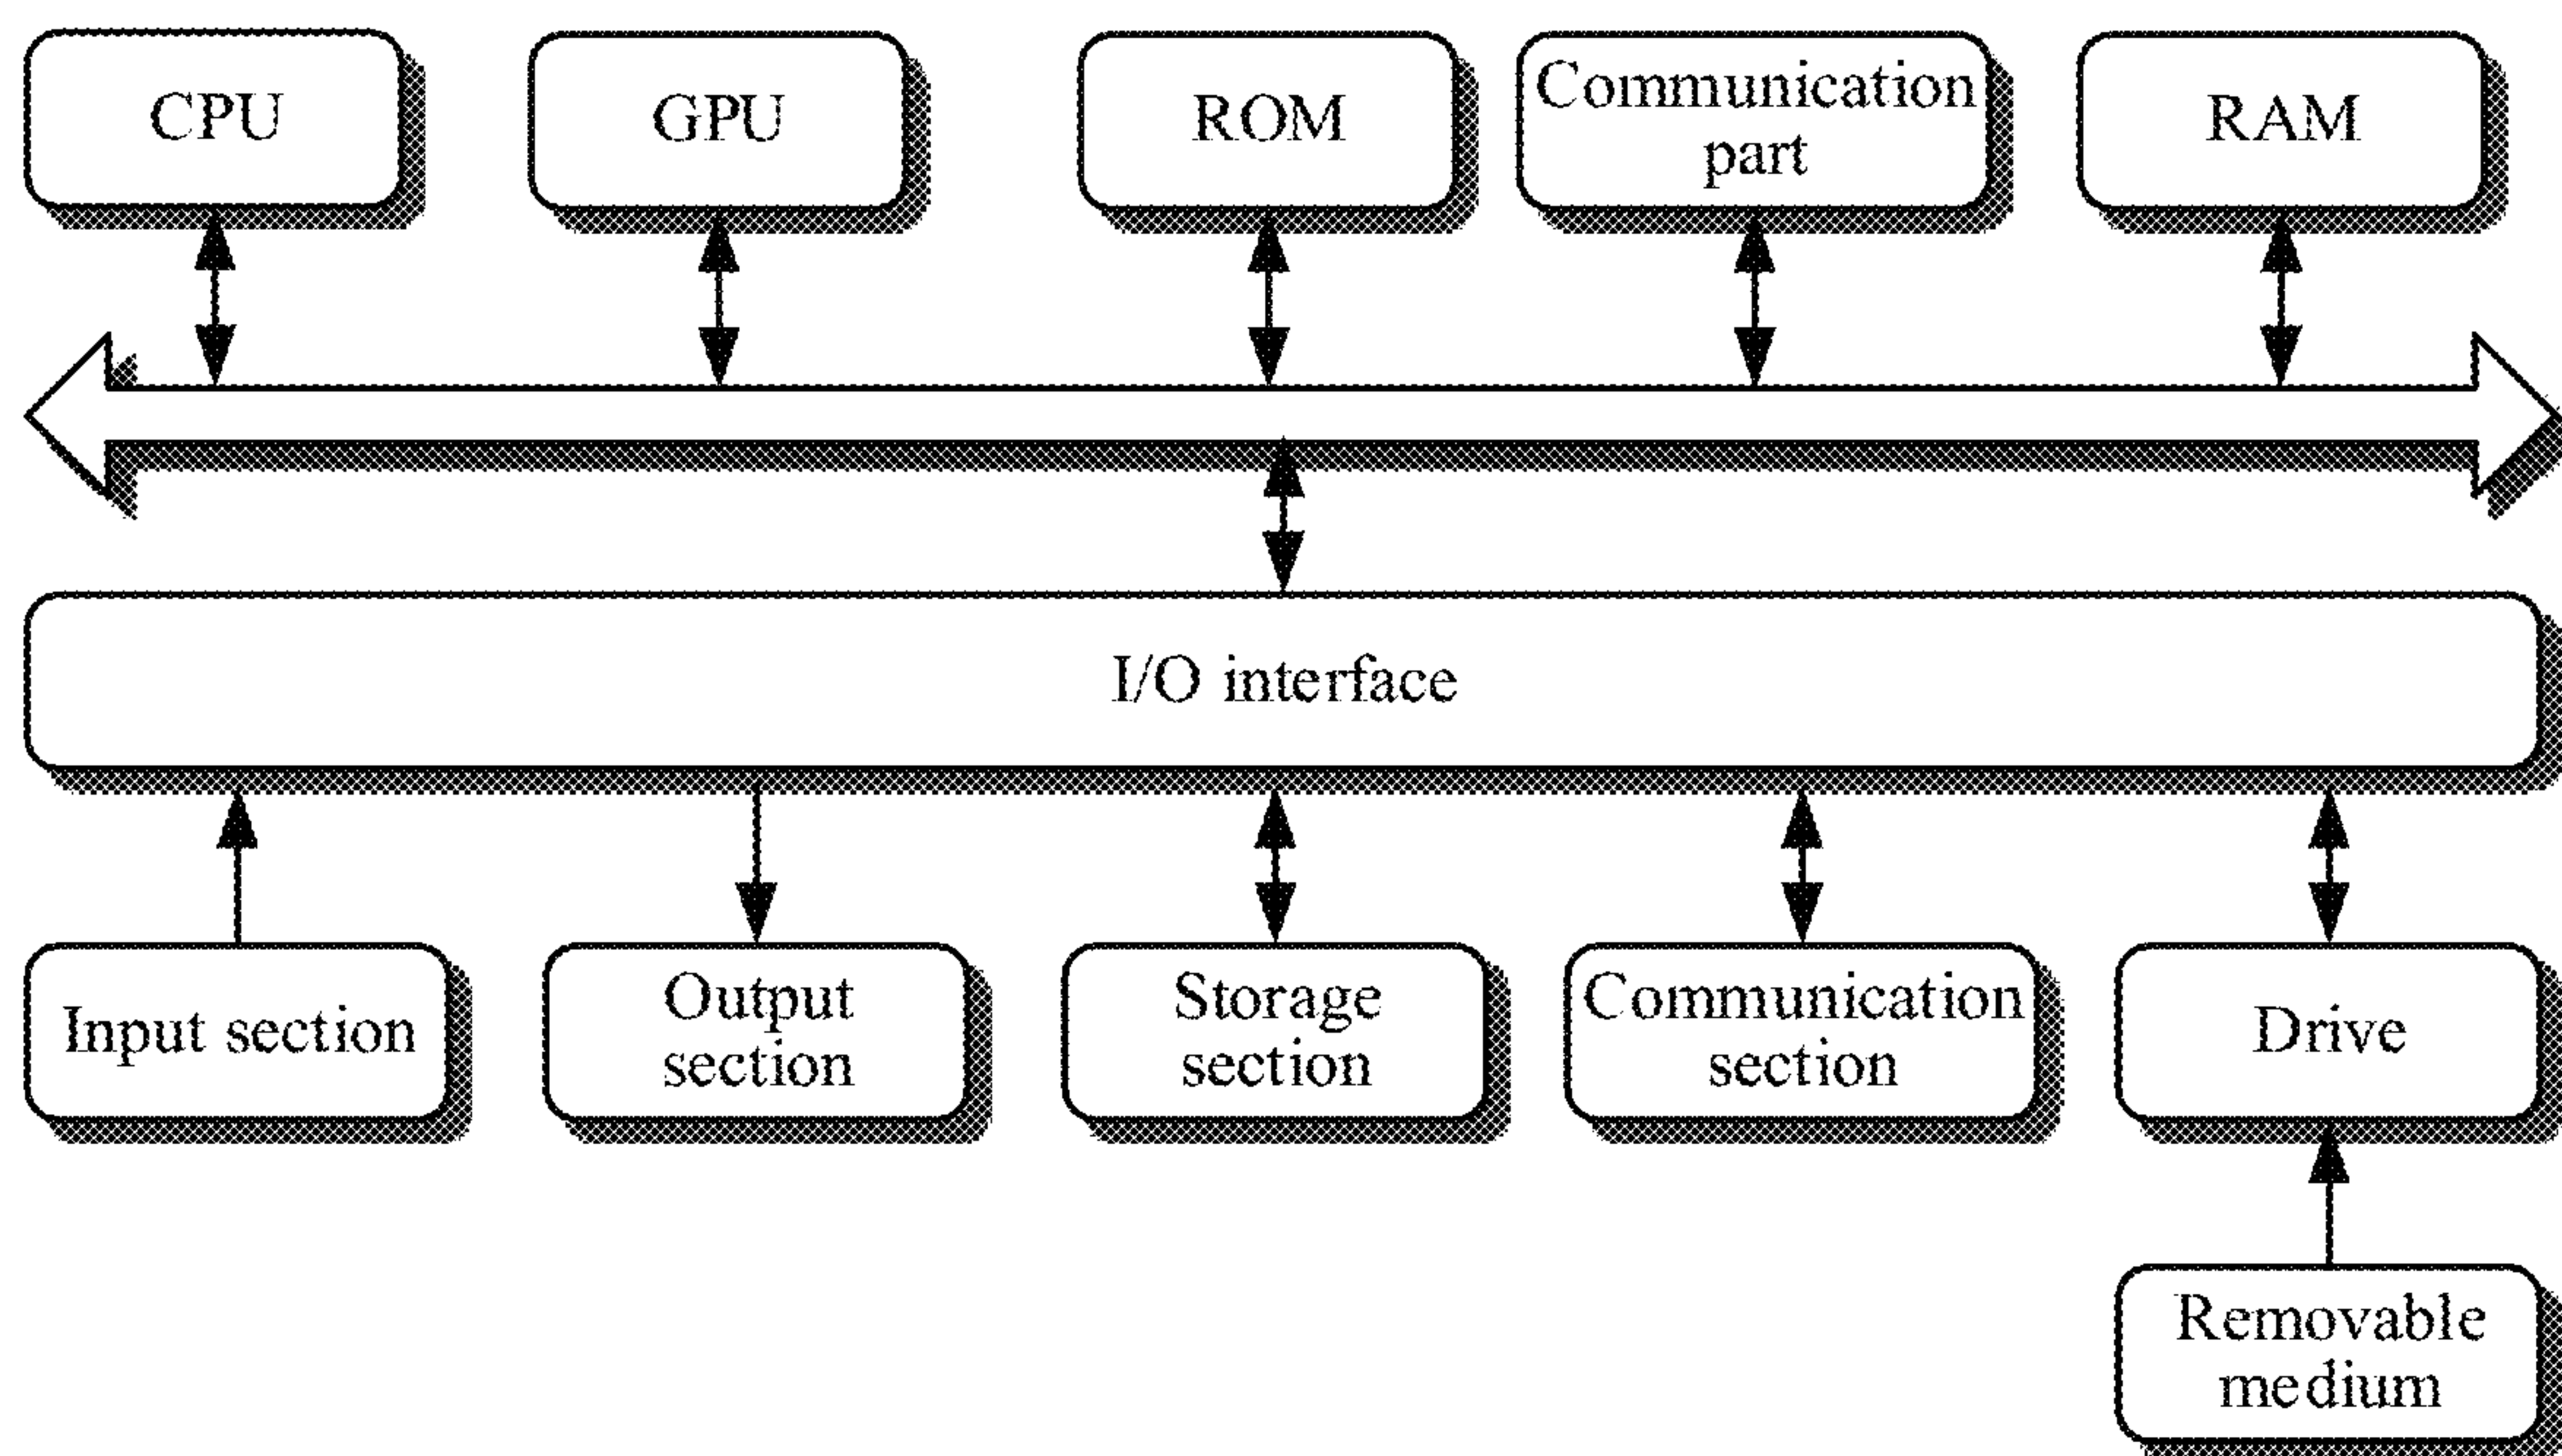 CPU
GPU
ROM
Communication
part
RAM
I/O interface
Input section
Output
section
Storage
section
Communication
section
Drive
Removable
medium